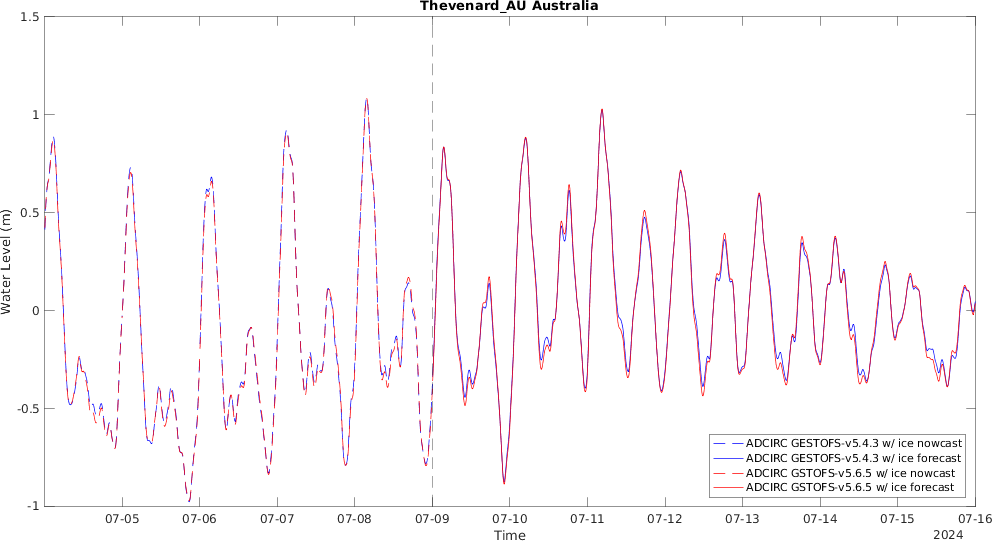 Thevenard_AU Australia
1.5
1
0.5
0
-0.5
-1
Water Level (m)
07-05 07-06 07-07 07-08 07-09 07-10 07-11 07-12 07-13 07-14 07-15 07-16
Time
2024
ADCIRC GESTOFS-v5.4.3 w/ ice nowcast
ADCIRC GESTOFS-v5.4.3 w/ ice forecast
ADCIRC GSTOFS-v5.6.5 w/ ice nowcast
ADCIRC GSTOFS-v5.6.5 w/ ice forecast